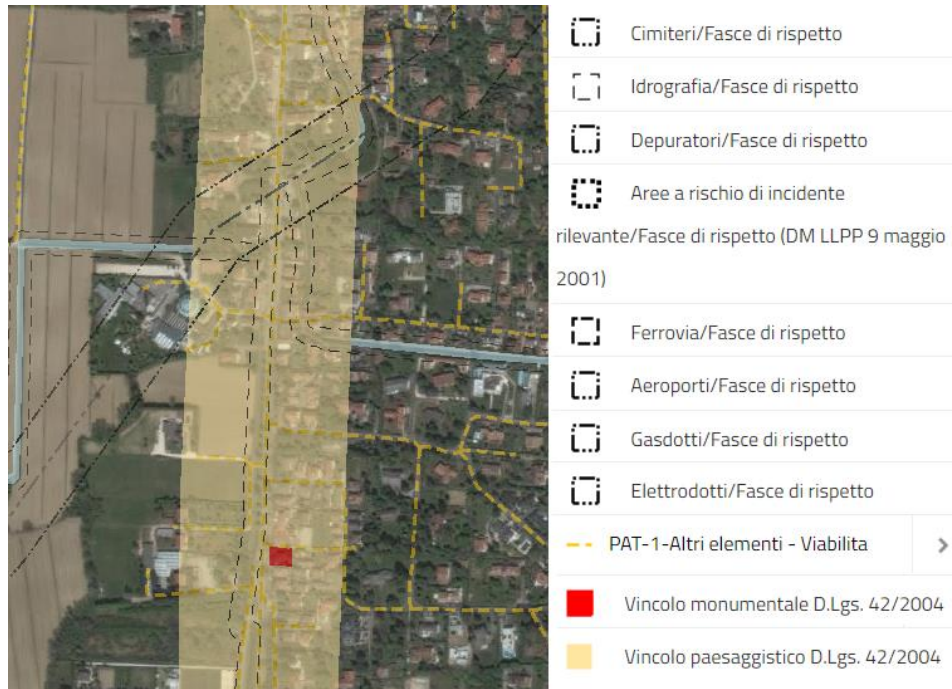 Cimiteri/Fasce di rispetto
Idrografia/Fasce di rispetto
Depuratori/Fasce di rispetto
Aree a rischio di incidente
rilevante/Fasce di rispetto (DM LLPP 9 maggio
2001)
Ferrovia/Fasce di rispetto
Aeroporti/Fasce di rispetto
Gasdotti/Fasce di rispetto
Elettrodotti/Fasce di rispetto
PAT-1-Altri elementi - Viabilita
Vincolo monumentale D.Lgs. 42/2004
Vincolo paesaggistico D.Lgs. 42/2004